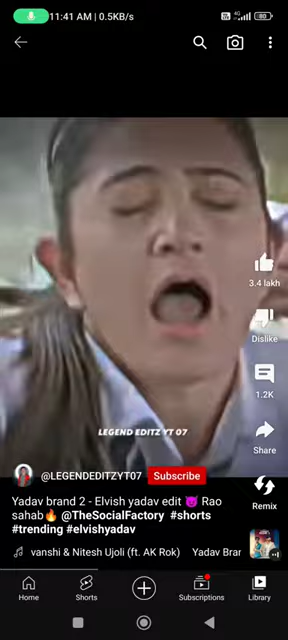 11:41 AM | 0.5KB/s
4G
80
3.4 lakh
Dislike
1.2K
LEGEND EDITZ YT 07
Share
@LEGENDEDITZYT07 Subscribe
Yadav brand 2 - Elvish yadav edit 😈 Rao
sahab🔥 @TheSocialFactory #shorts
#trending #elvishyadav
Remix
vanshi & Nitesh Ujoli (ft. AK Rok) Yadav Brar
Home
Shorts
Subscriptions
Library